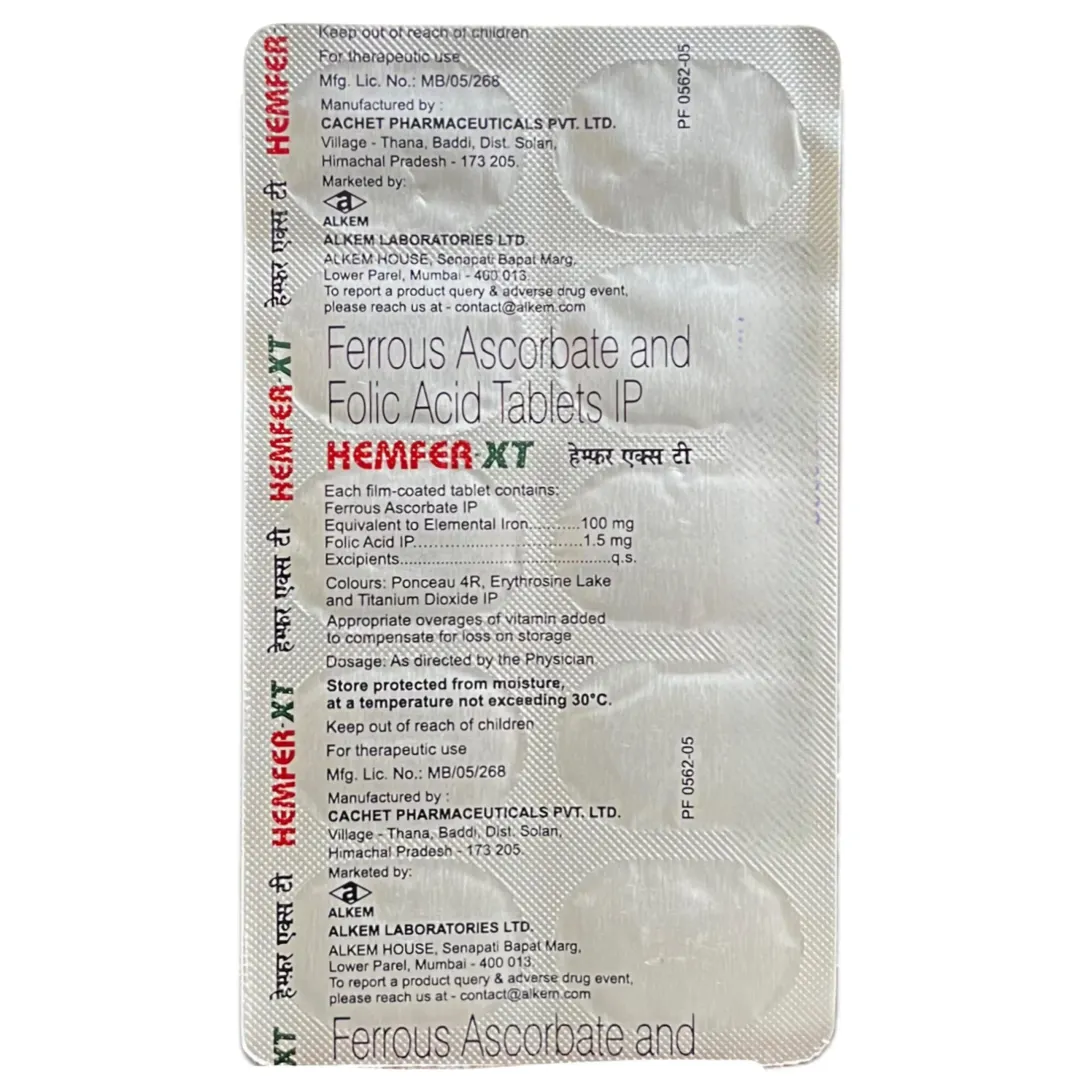 Keep out of reach of children
For therapeutic use
Mfg. Lic. No.: MB/05/268
Manufactured by :
CACHET PHARMACEUTICALS PVT. LTD.
Village - Thana, Baddi, Dist. Solan,
Himachal Pradesh - 173 205.
Marketed by:
a
ALKEM
ALKEM LABORATORIES LTD.
ALKEM HOUSE, Senapati Bapat Marg,
Lower Parel, Mumbai - 400 013.
To report a product query & adverse drug event,
please reach us at - contact@alkem.com
Ferrous Ascorbate and
Folic Acid Tablets IP
HEMFER-XT हेम्फर एक्स टी
Each film-coated tablet contains:
Ferrous Ascorbate IP
Equivalent to Elemental Iron..........100 mg
Folic Acid IP.................................1.5 mg
Excipients.........................................q.s.
Colours: Ponceau 4R, Erythrosine Lake
and Titanium Dioxide IP
Appropriate overages of vitamin added
to compensate for loss on storage
Dosage: As directed by the Physician.
Store protected from moisture,
at a temperature not exceeding 30°C.
Keep out of reach of children
For therapeutic use
Mfg. Lic. No.: MB/05/268
Manufactured by :
CACHET PHARMACEUTICALS PVT. LTD.
Village - Thana, Baddi, Dist. Solan,
Himachal Pradesh - 173 205.
Marketed by:
a
ALKEM
ALKEM LABORATORIES LTD.
ALKEM HOUSE, Senapati Bapat Marg,
Lower Parel, Mumbai - 400 013.
To report a product query & adverse drug event,
please reach us at - contact@alkem.com
Ferrous Ascorbate and
PF 0562-05
PF 0562-05
XT हेम्फर एक्स टी HEMFER-XT हेम्फर एक्स टी HEMFER-XT हेम्फर एक्स टी HEMFER